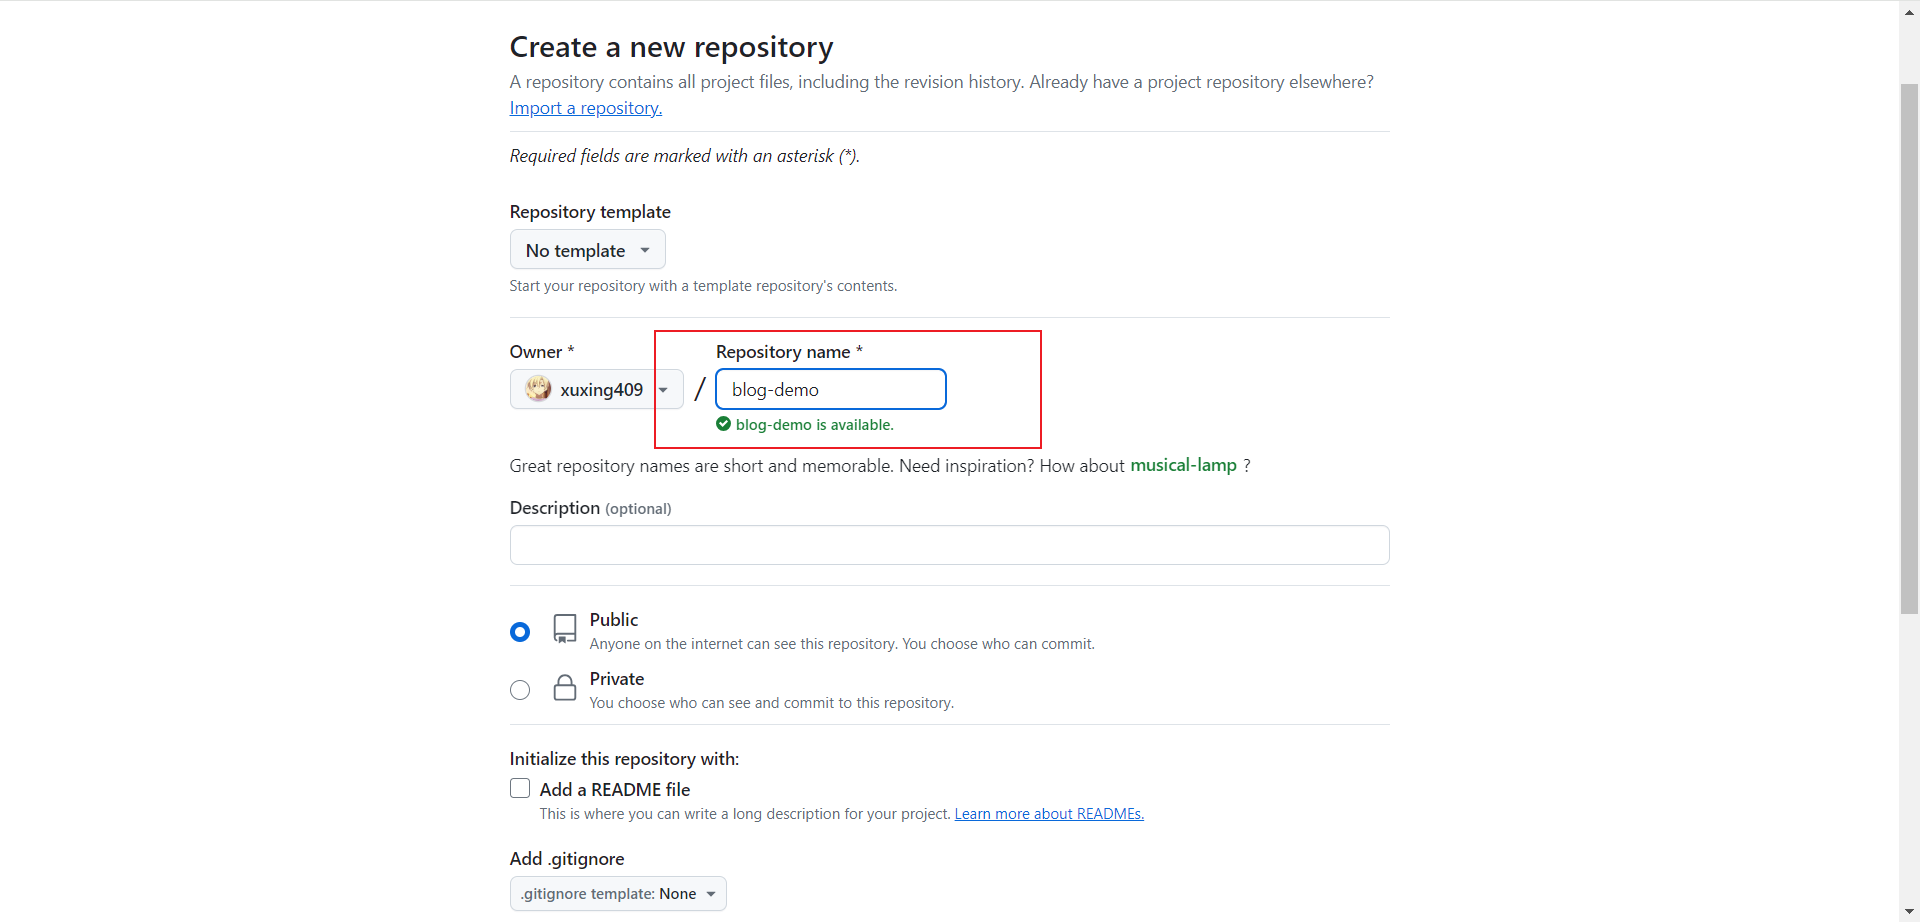 Create a new repository
A repository contains all project files, including the revision history. Already have a project repository elsewhere?
Import a repository.
Required fields are marked with an asterisk (*).
Repository template
No template
Start your repository with a template repository's contents.
Owner *
Repository name *
xuxing409
/
blog-demo
blog-demo is available.
Great repository names are short and memorable. Need inspiration? How about musical-lamp ?
Description (optional)
Public
Anyone on the internet can see this repository. You choose who can commit.
Private
You choose who can see and commit to this repository.
Initialize this repository with:
Add a README file
This is where you can write a long description for your project. Learn more about READMEs.
Add .gitignore
.gitignore template: None